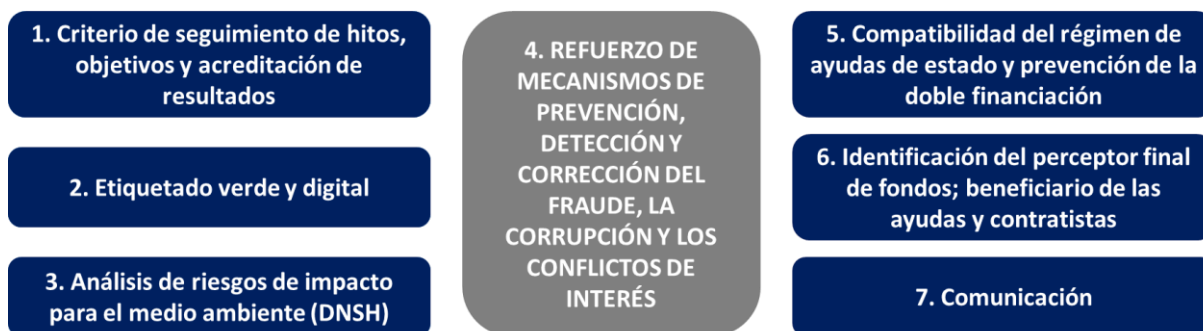 1. Criterio de seguimiento de hitos,
objetivos y acreditación de
resultados
2. Etiquetado verde y digital
3. Análisis de riesgos de impacto
para el medio ambiente (DNSH)
4. REFUERZO DE
MECANISMOS DE
PREVENCIÓN,
DETECCIÓN Y
CORRECCIÓN DEL
FRAUDE, LA
CORRUPCIÓN Y LOS
CONFLICTOS DE
INTERÉS
5. Compatibilidad del régimen de
ayudas de estado y prevención de la
doble financiación
6. Identificación del perceptor final
de fondos; beneficiario de las
ayudas y contratistas
7. Comunicación